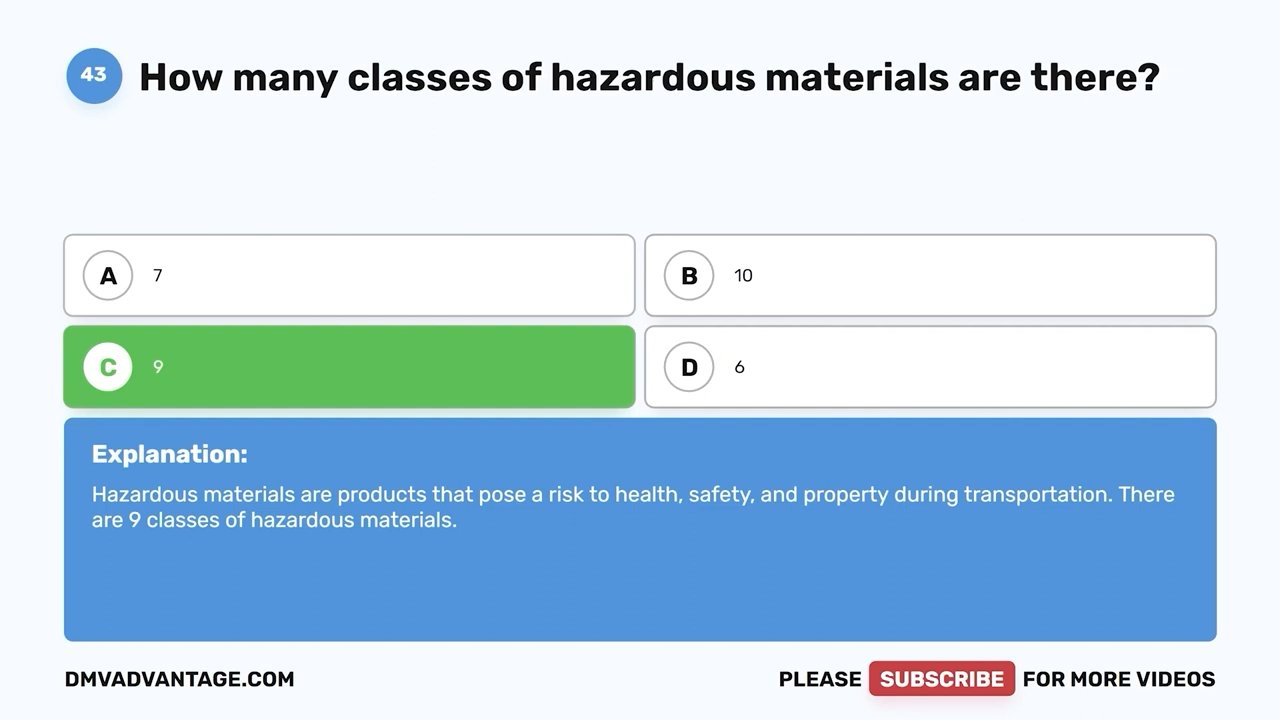 43 How many classes of hazardous materials are there?
A 7
B 10
C 9
D 6
Explanation:
Hazardous materials are products that pose a risk to health, safety, and property during transportation. There
are 9 classes of hazardous materials.
DMVADVANTAGE.COM
PLEASE SUBSCRIBE FOR MORE VIDEOS